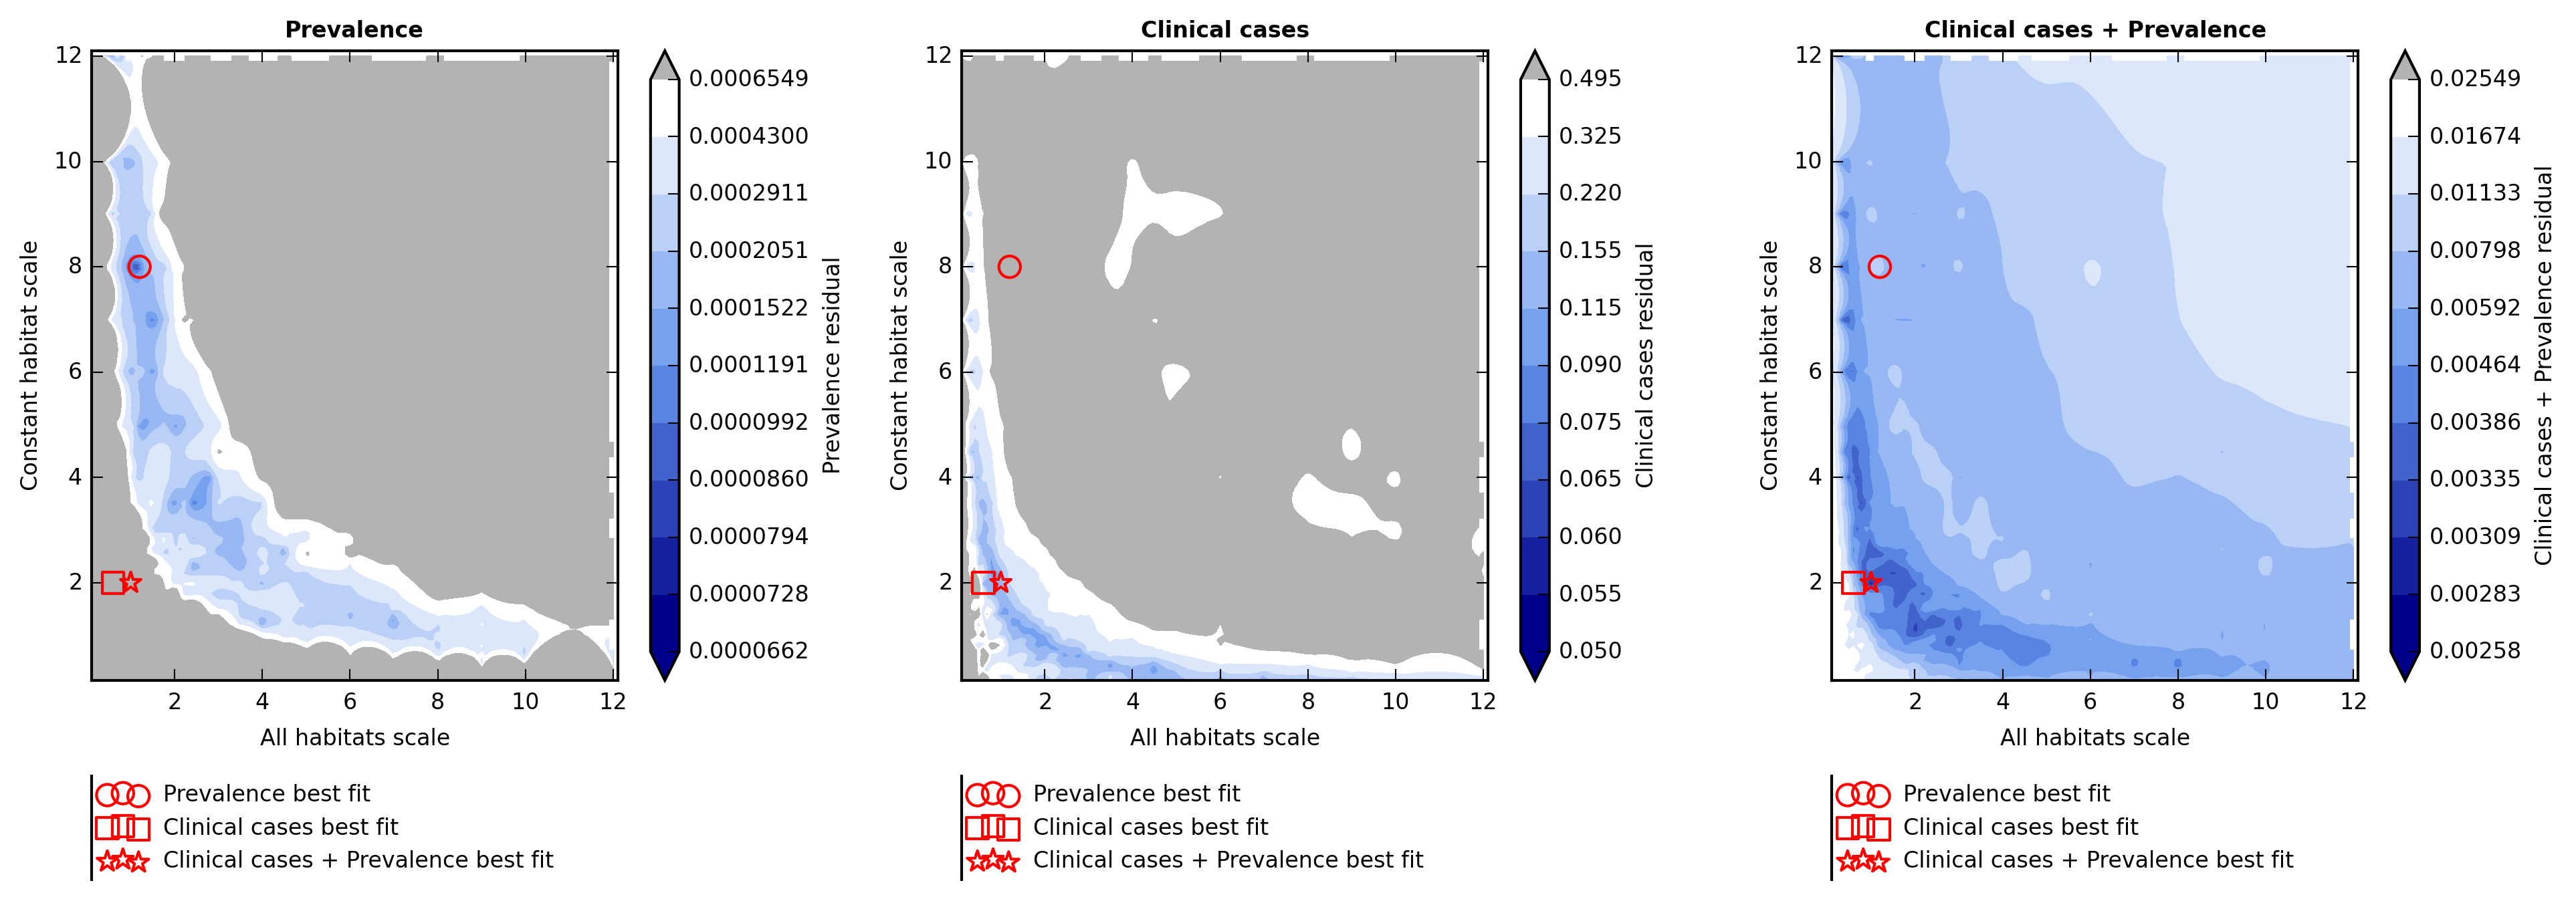 Prevalence
Constant habitat scale
12
10
8
6
4
2
2 4 6 8 10 12
All habitats scale
0.0006549
0.0004300
0.0002911
0.0002051
0.0001522
0.0001191
0.0000992
0.0000860
0.0000794
0.0000728
0.0000662
Prevalence residual
Prevalence best fit
Clinical cases best fit
Clinical cases + Prevalence best fit
Clinical cases
Constant habitat scale
12
10
8
6
4
2
2 4 6 8 10 12
All habitats scale
0.495
0.325
0.220
0.155
0.115
0.090
0.075
0.065
0.060
0.055
0.050
Clinical cases residual
Prevalence best fit
Clinical cases best fit
Clinical cases + Prevalence best fit
Clinical cases + Prevalence
Constant habitat scale
12
10
8
6
4
2
2 4 6 8 10 12
All habitats scale
0.02549
0.01674
0.01133
0.00798
0.00592
0.00464
0.00386
0.00335
0.00309
0.00283
0.00258
Clinical cases + Prevalence residual
Prevalence best fit
Clinical cases best fit
Clinical cases + Prevalence best fit